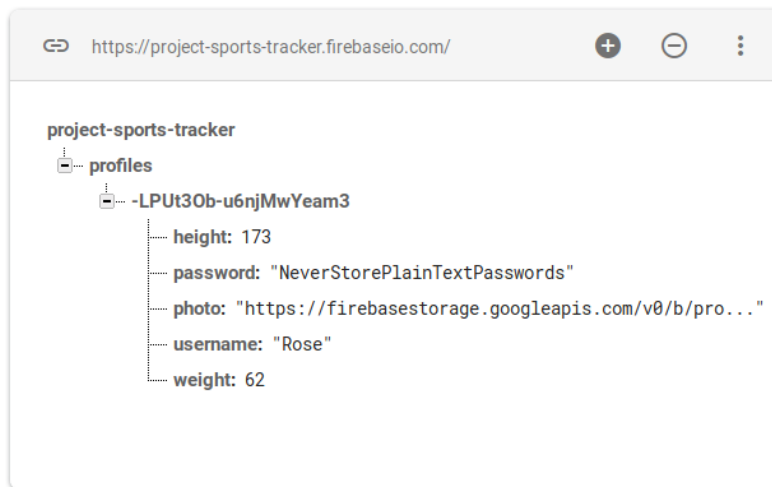 https://project-sports-tracker.firebaseio.com/
project-sports-tracker
profiles
-LPUt3Ob-u6njMwYeam3
height: 173
password: "NeverStorePlainTextPasswords"
photo: "https://firebasestorage.googleapis.com/v0/b/pro..."
username: "Rose"
weight: 62